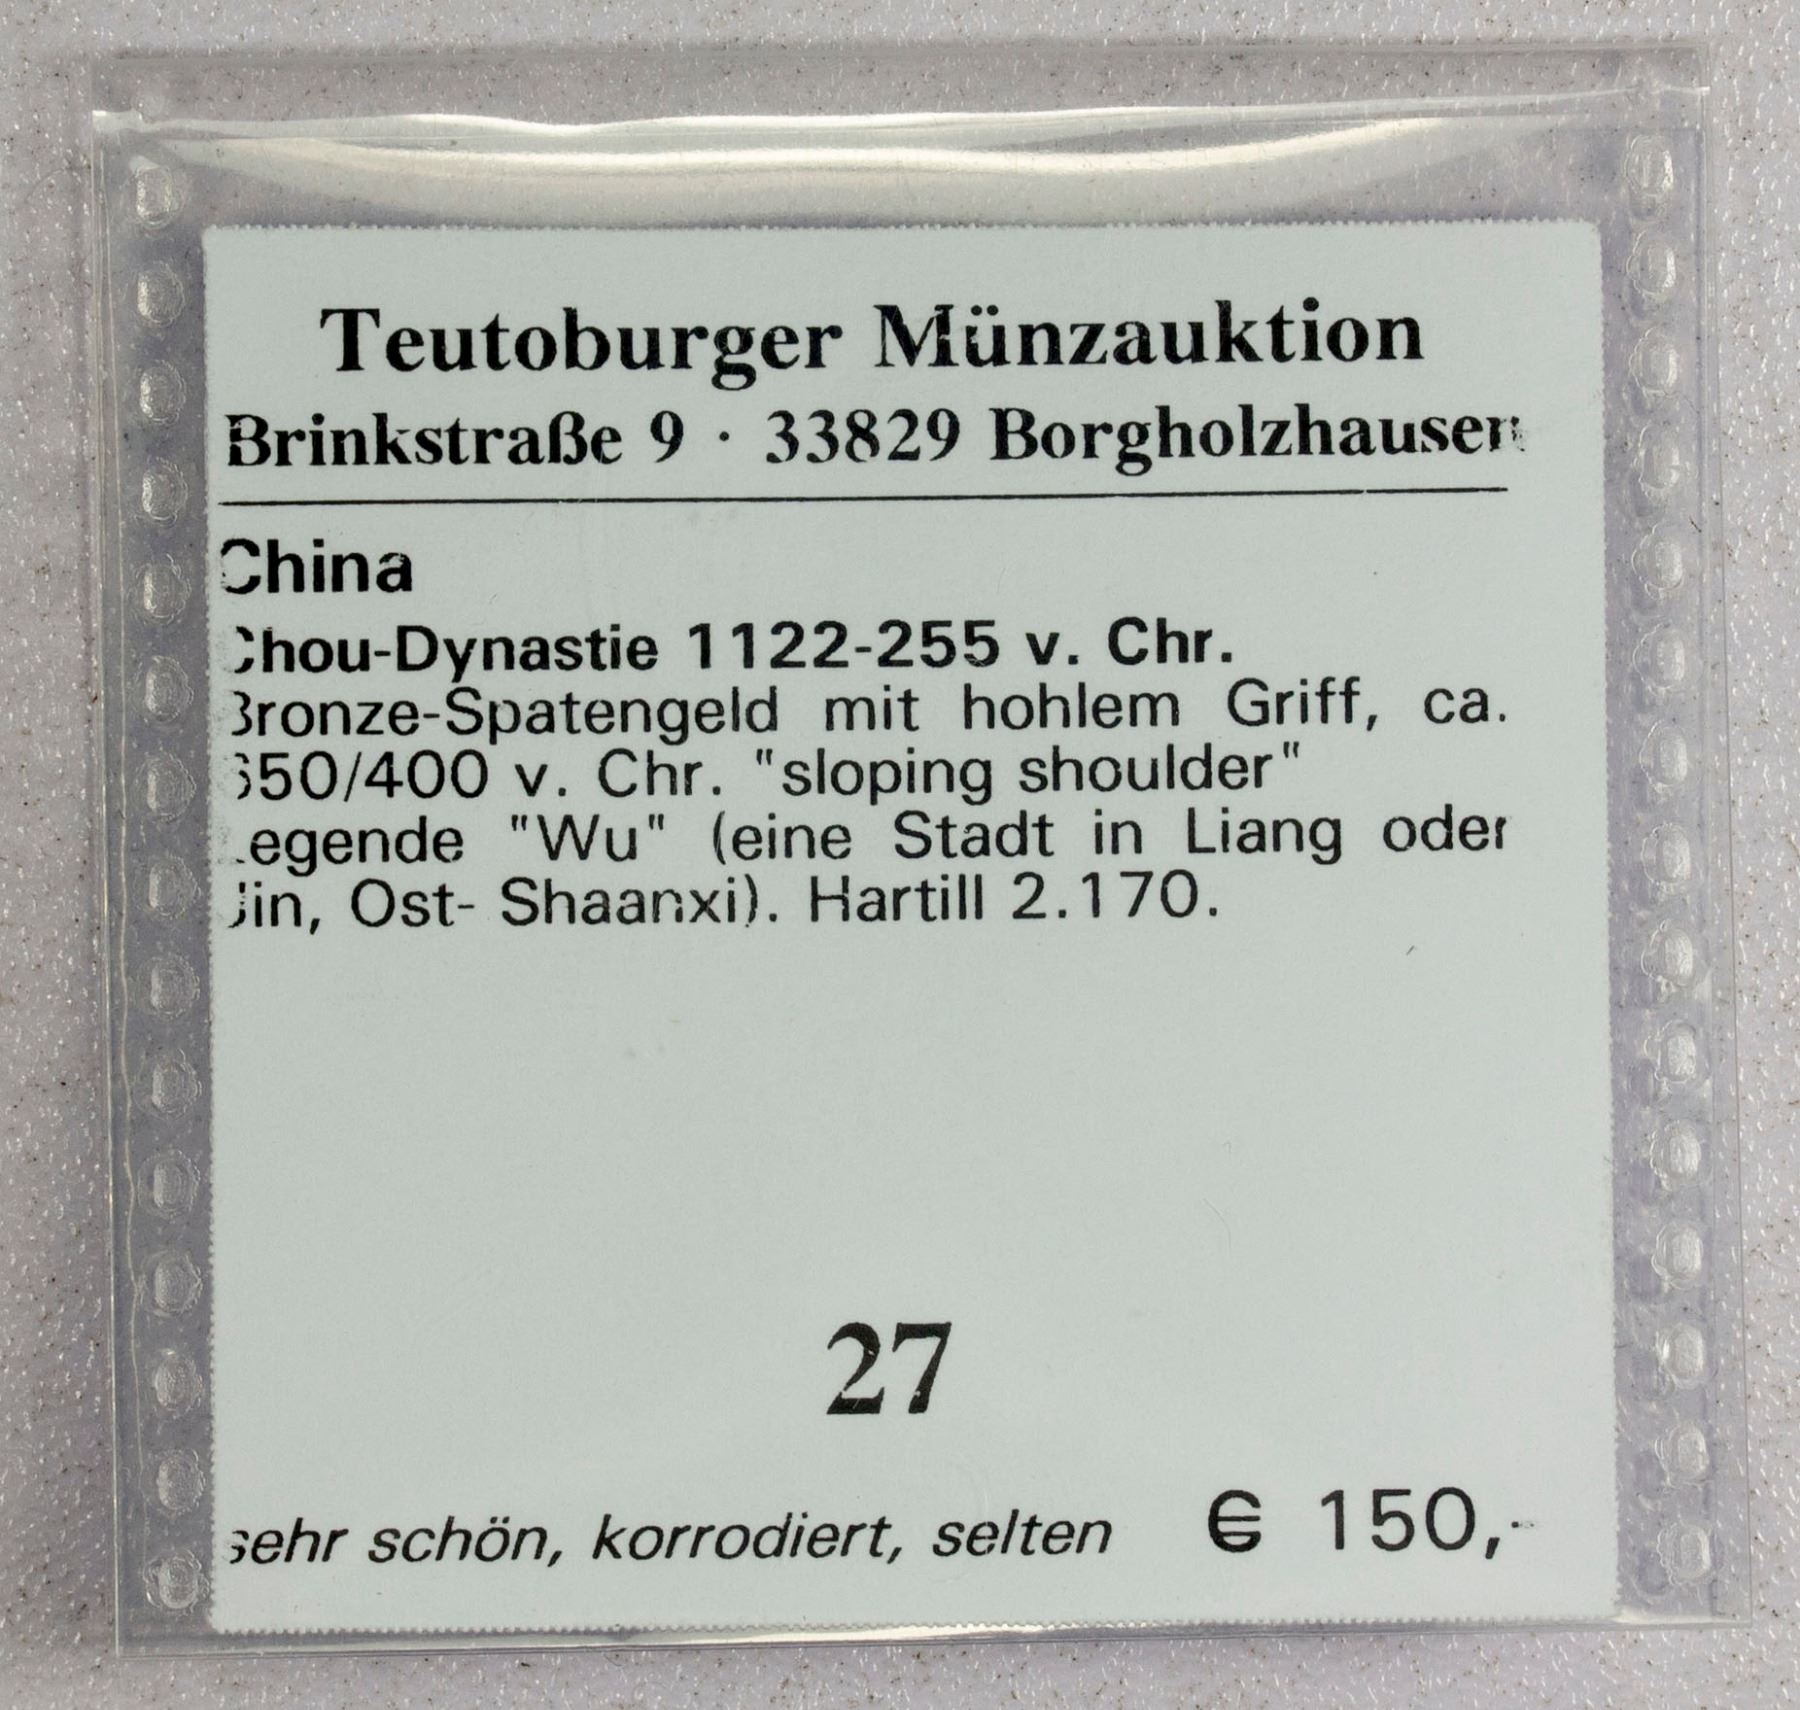 Teutoburger Münzauktion
Brinkstraße 9 · 33829 Borgholzhausen
China
Chou-Dynastie 1122-255 v. Chr.
Bronze-Spatengeld mit hohlem Griff, ca.
650/400 v. Chr. "sloping shoulder"
Legende "Wu" (eine Stadt in Liang oder
Jin, Ost- Shaanxi). Hartill 2.170.
27
sehr schön, korrodiert, selten € 150,-